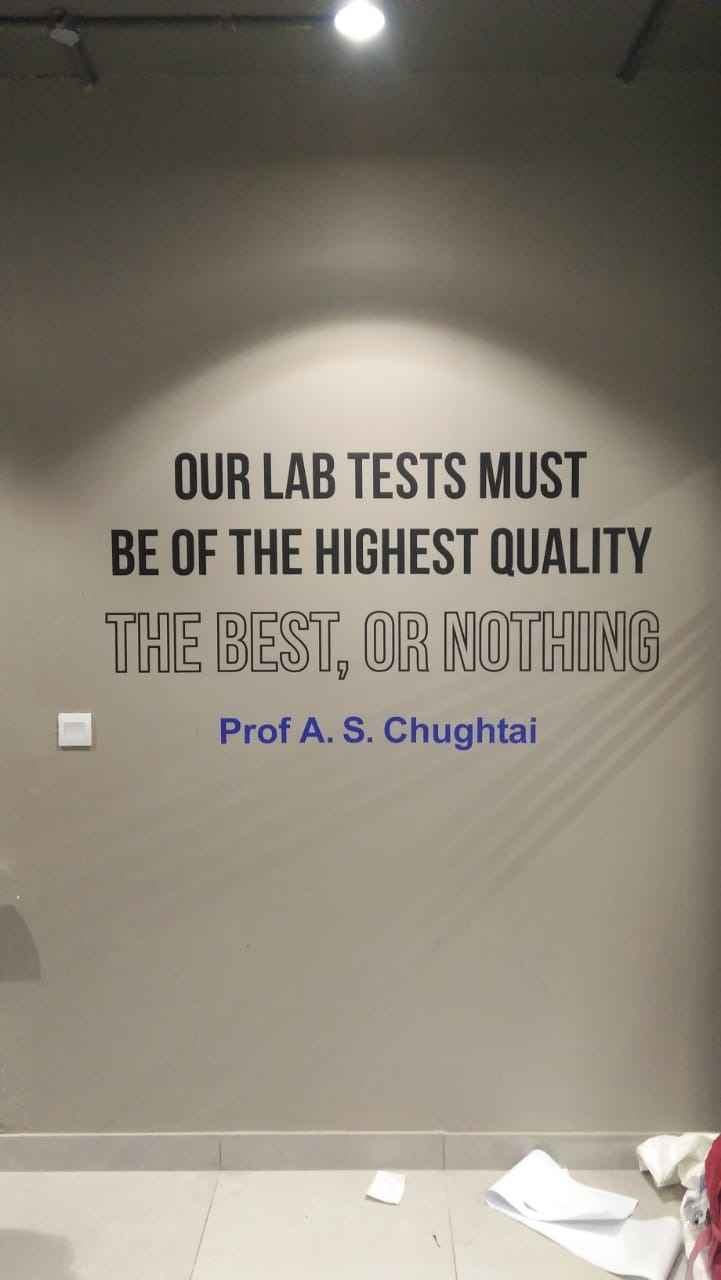 OUR LAB TESTS MUST
BE OF THE HIGHEST QUALITY
THE BEST, OR NOTHING
Prof A. S. Chughtai